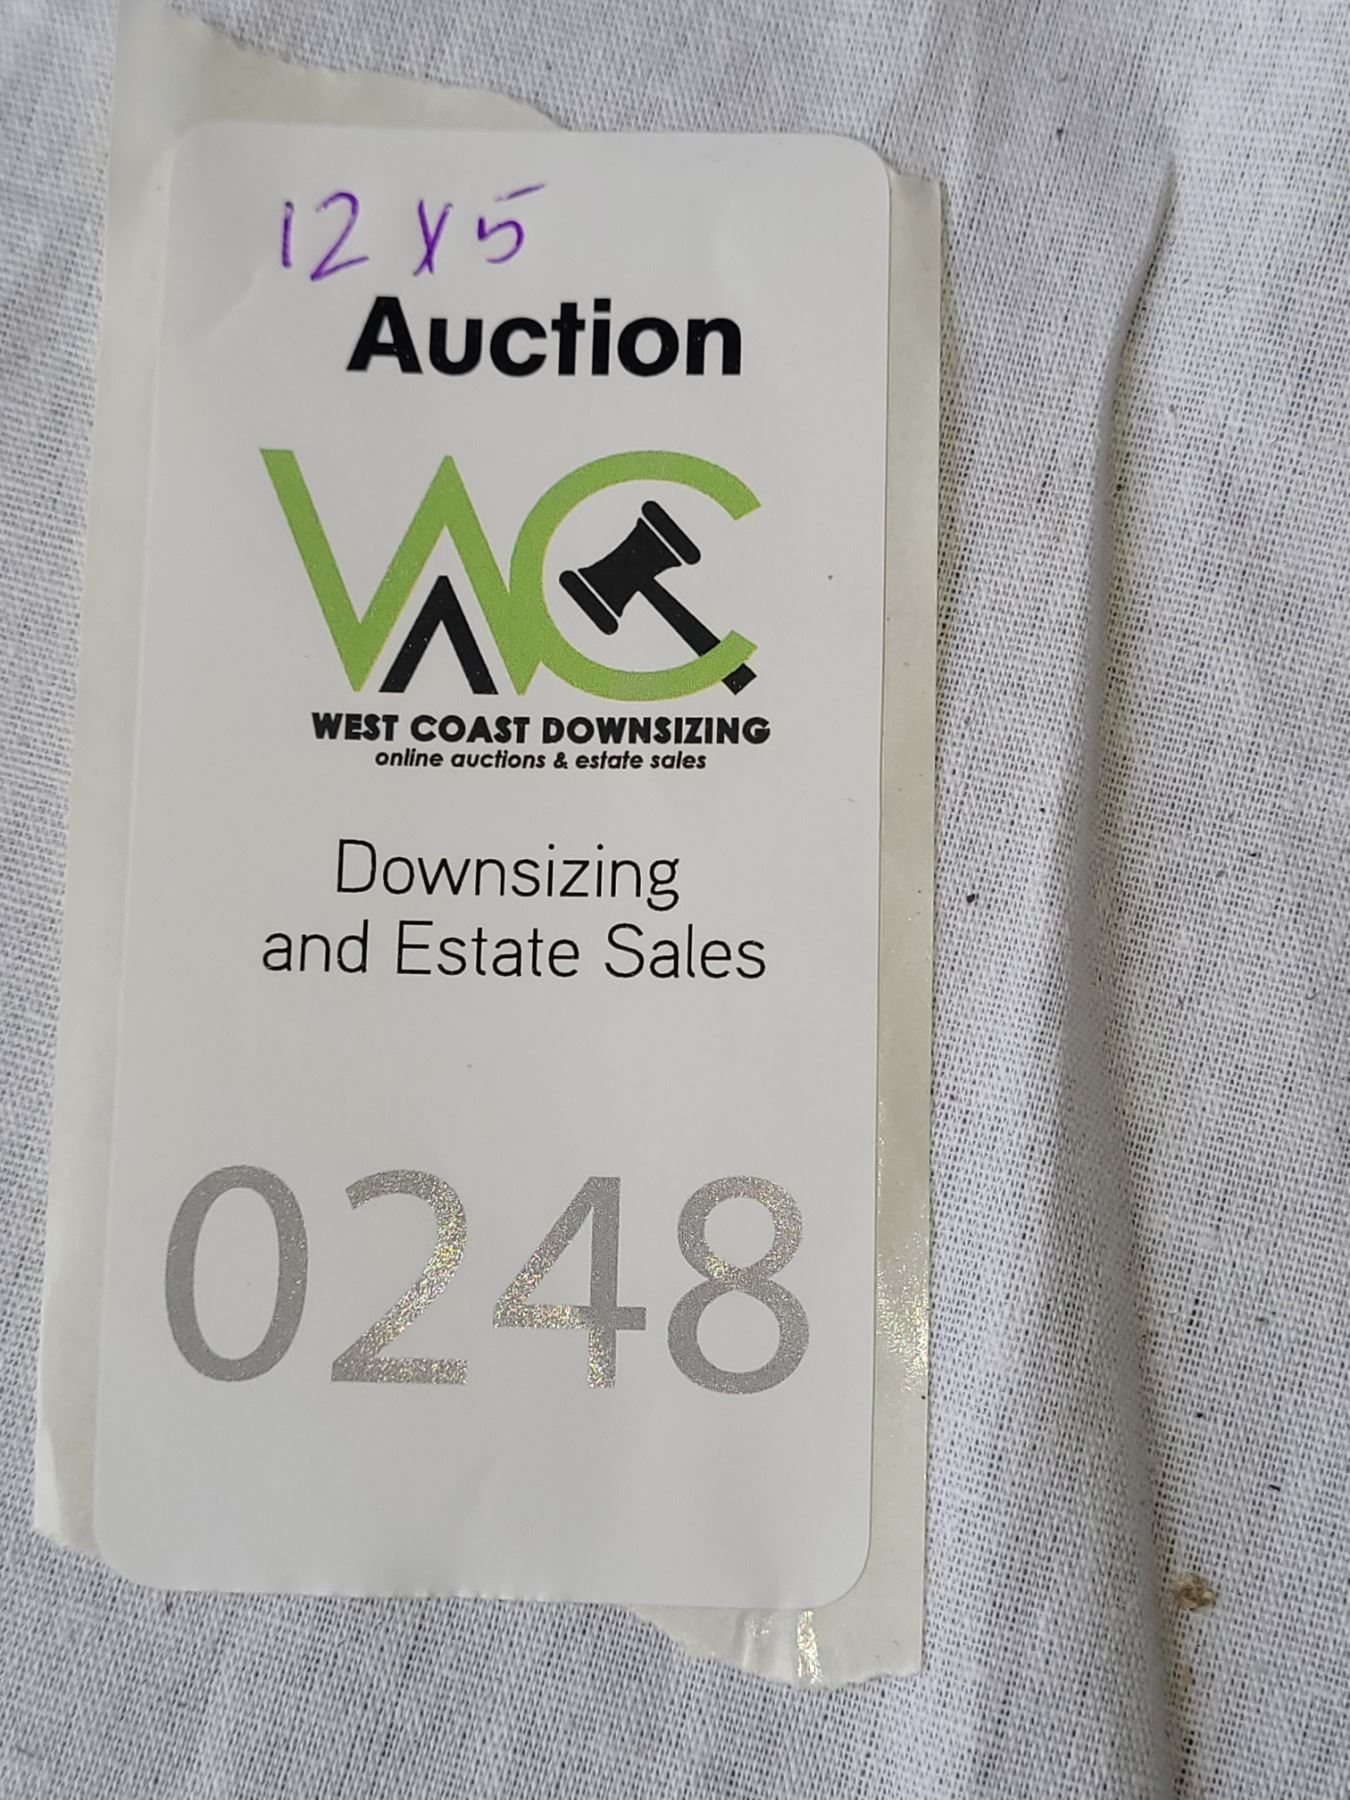 12 x 5
Auction
WC
WEST COAST DOWNSIZING
online auctions & estate sales
Downsizing
and Estate Sales
0248